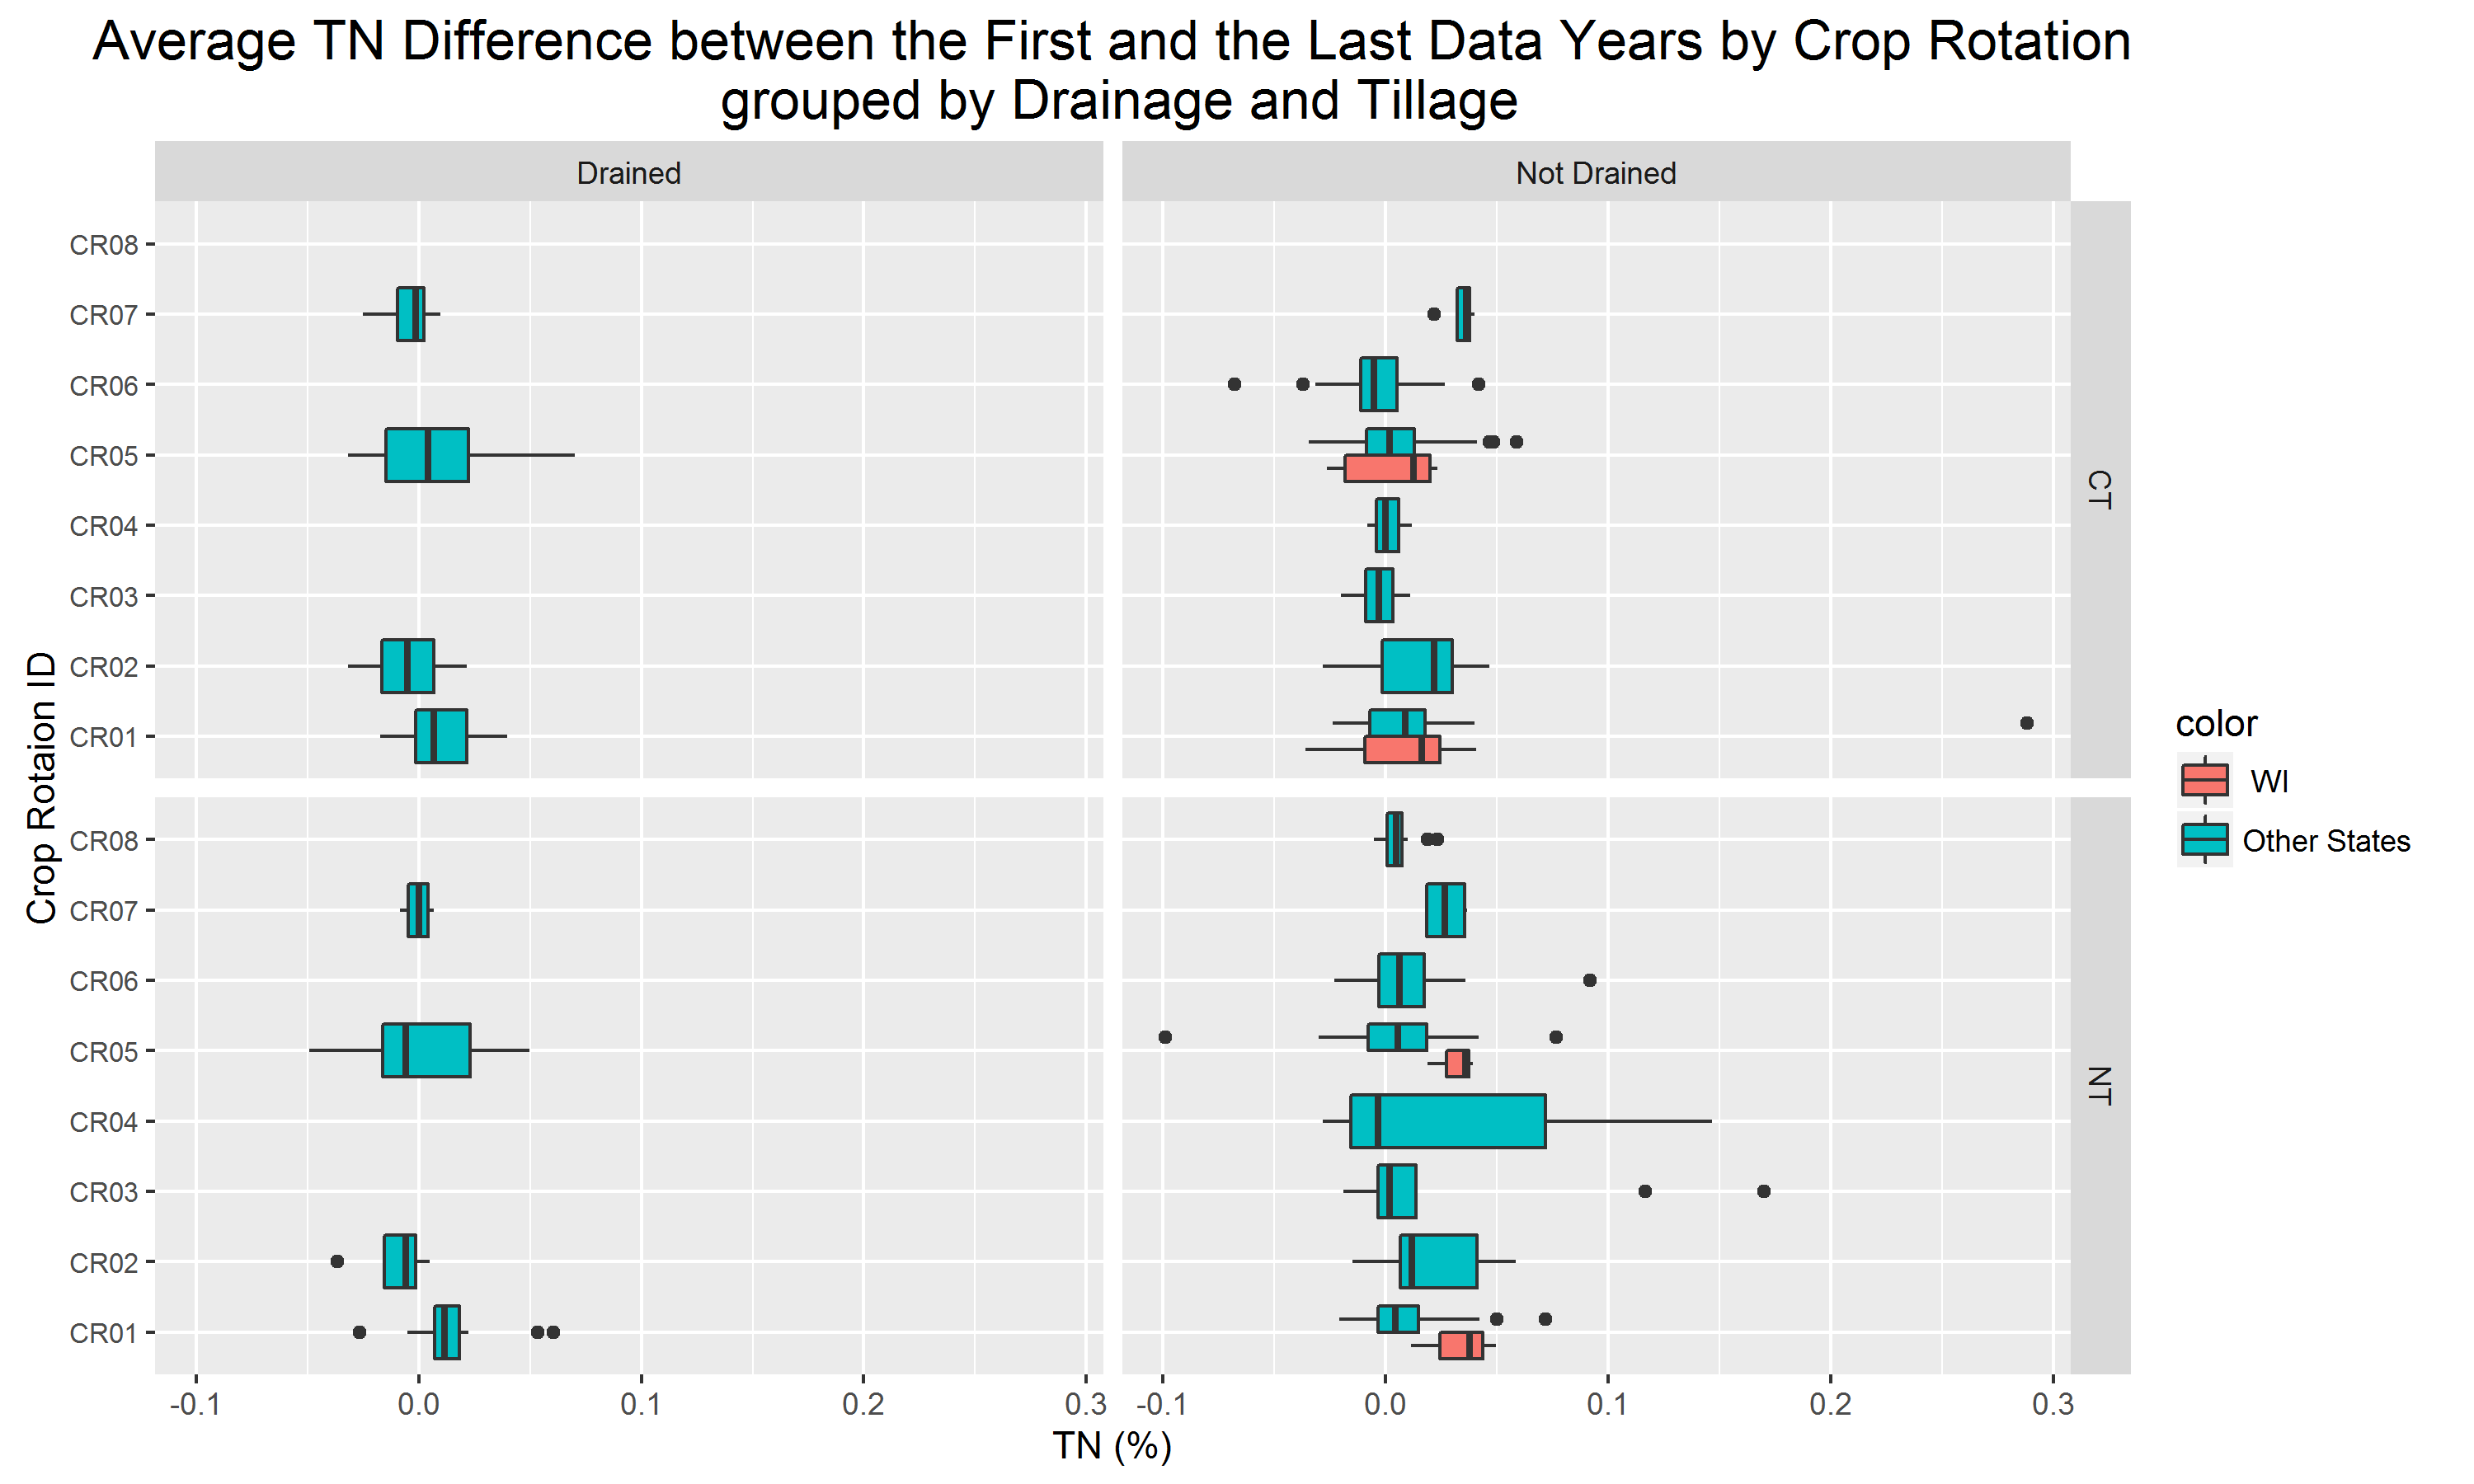 Average TN Difference between the First and the Last Data Years by Crop Rotation
grouped by Drainage and Tillage
Drained
Not Drained
CR08
CR07
CR06
CR05
CR04
CR03
CR02
CR01
CT
CR08
CR07
CR06
CR05
CR04
CR03
CR02
CR01
NT
Crop Rotaion ID
-0.1 0.0 0.1 0.2 0.3 -0.1 0.0 0.1 0.2 0.3
TN (%)
color
WI
Other States